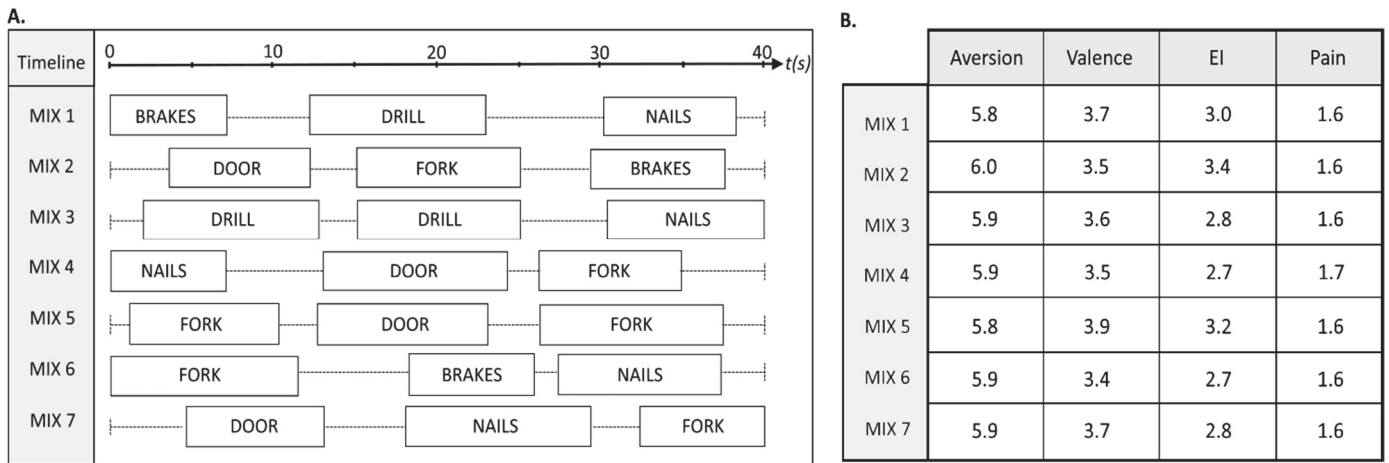 A.
Timeline 0 10 20 30 40 t(s)
MIX 1 BRAKES DRILL NAILS
MIX 2 DOOR FORK BRAKES
MIX 3 DRILL DRILL NAILS
MIX 4 NAILS DOOR FORK
MIX 5 FORK DOOR FORK
MIX 6 FORK BRAKES NAILS
MIX 7 DOOR NAILS FORK
B.
Aversion Valence EI Pain
MIX 1 5.8 3.7 3.0 1.6
MIX 2 6.0 3.5 3.4 1.6
MIX 3 5.9 3.6 2.8 1.6
MIX 4 5.9 3.5 2.7 1.7
MIX 5 5.8 3.9 3.2 1.6
MIX 6 5.9 3.4 2.7 1.6
MIX 7 5.9 3.7 2.8 1.6